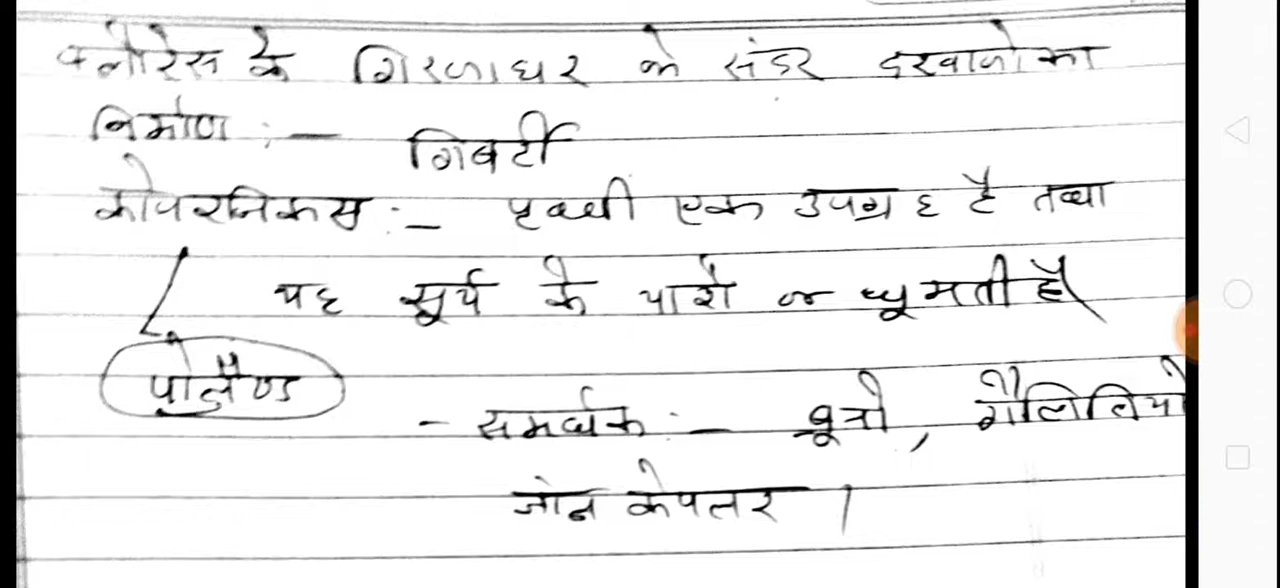 फ्लोरेंस के गिरजाघर के सुंदर दरवाजो का
निर्माण :- गिबर्टी
कोपरनिकस :- पृथ्वी एक उपग्रह है तथा
यह सूर्य के चारो ओर घूमती है।
पोलैण्ड
- समर्थक :- ब्रूनो, गैलिलियो
जोन केपलर ।